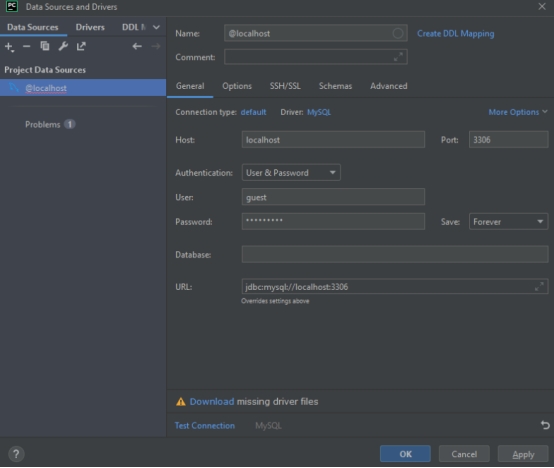 PC Data Sources and Drivers
Data Sources Drivers DDL M
Project Data Sources
@localhost
Problems 1
Name: @localhost Create DDL Mapping
Comment:
General Options SSH/SSL Schemas Advanced
Connection type: default Driver: MySQL More Options
Host: localhost Port: 3306
Authentication: User & Password
User: guest
Password: ********* Save: Forever
Database:
URL: jdbc:mysql://localhost:3306
Overrides settings above
Download missing driver files
Test Connection MySQL
? OK Cancel Apply